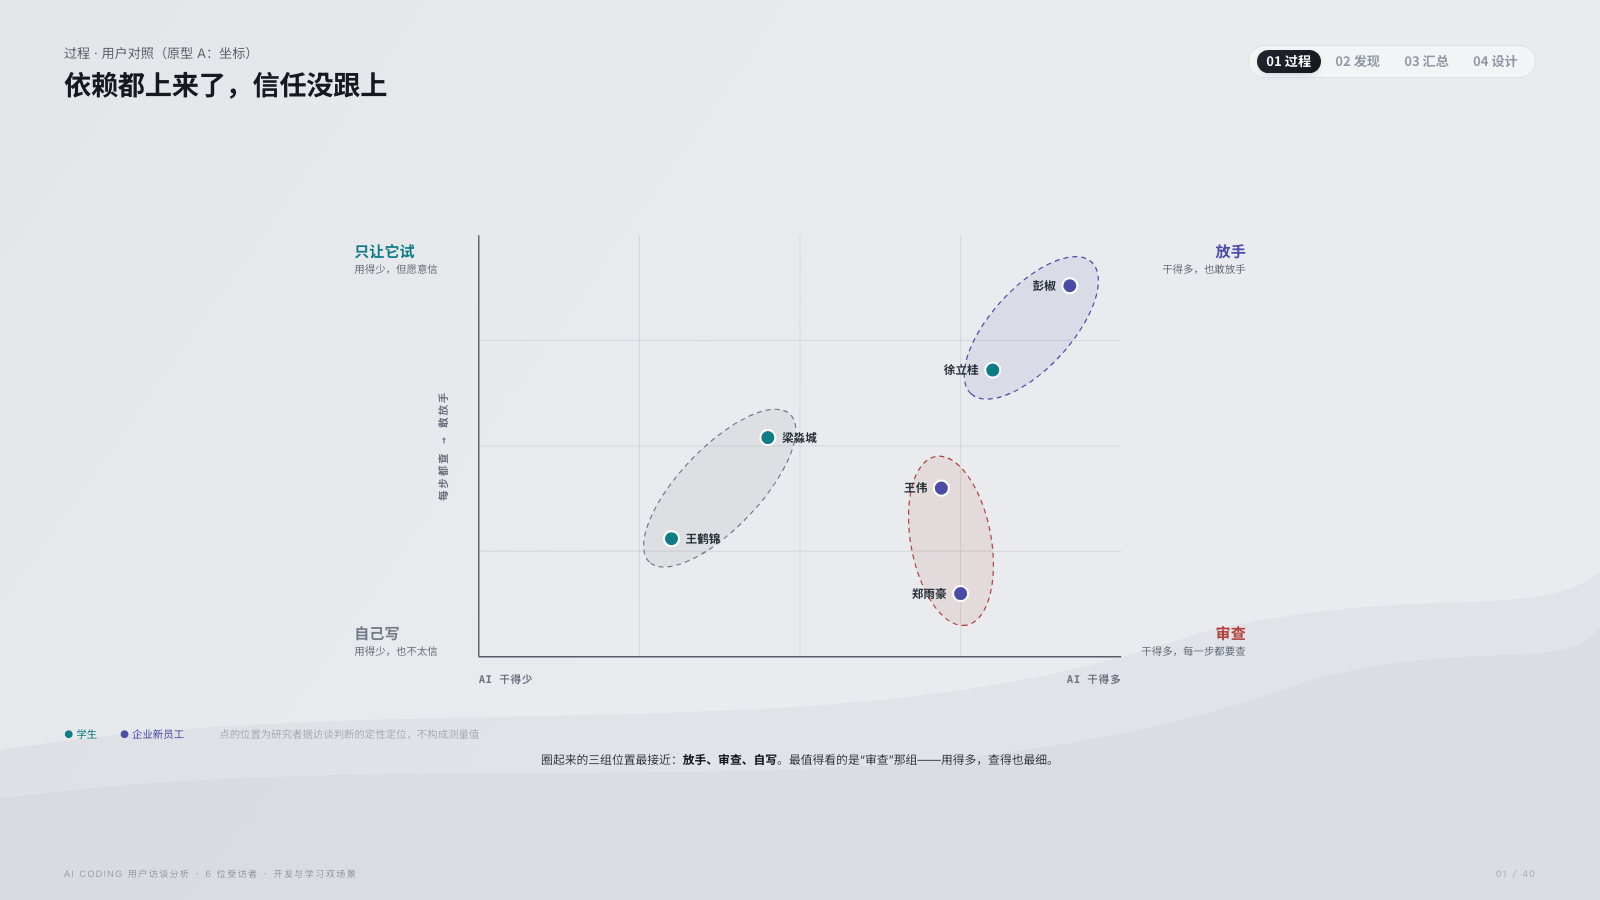 过程 · 用户对照（原型 A：坐标）
依赖都上来了，信任没跟上
01 过程 02 发现 03 汇总 04 设计
只让它试
用得少，但愿意信
放手
干得多，也敢放手
彭椒
徐立桂
每步都查 → 敢放手
梁淼城
王伟
王鹤锦
郑雨豪
自己写
用得少，也不太信
审查
干得多，每一步都要查
AI 干得少
AI 干得多
学生 企业新员工 点的位置为研究者据访谈判断的定性定位，不构成测量值
圈起来的三组位置最接近：放手、审查、自写。最值得看的是“审查”那组——用得多，查得也最细。
AI CODING 用户访谈分析 · 6 位受访者 · 开发与学习双场景
01 / 40